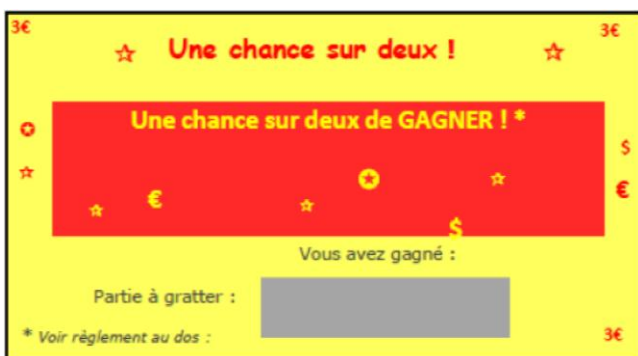 3€
3€
Une chance sur deux !
Une chance sur deux de GAGNER ! *
$
€
€
$
Vous avez gagné :
Partie à gratter :
* Voir règlement au dos :
3€